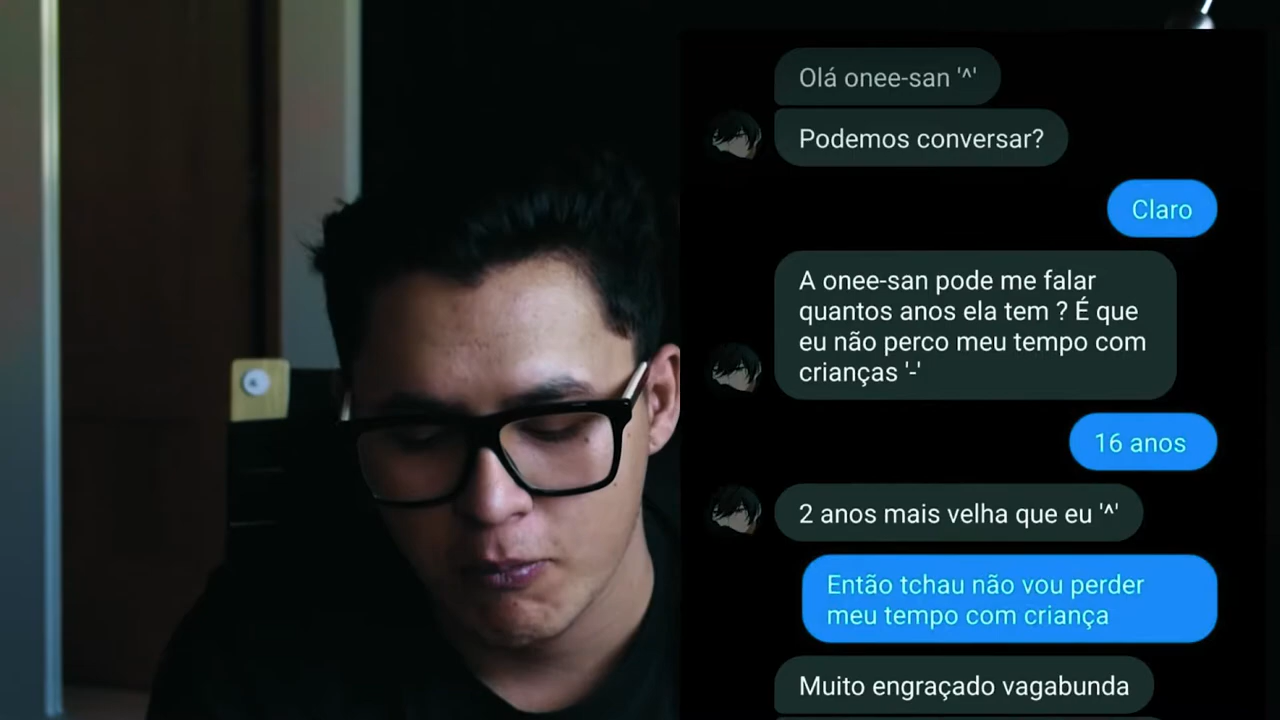 Olá onee-san '^'
Podemos conversar?
Claro
A onee-san pode me falar
quantos anos ela tem ? É que
eu não perco meu tempo com
crianças '-'
16 anos
2 anos mais velha que eu '^'
Então tchau não vou perder
meu tempo com criança
Muito engraçado vagabunda